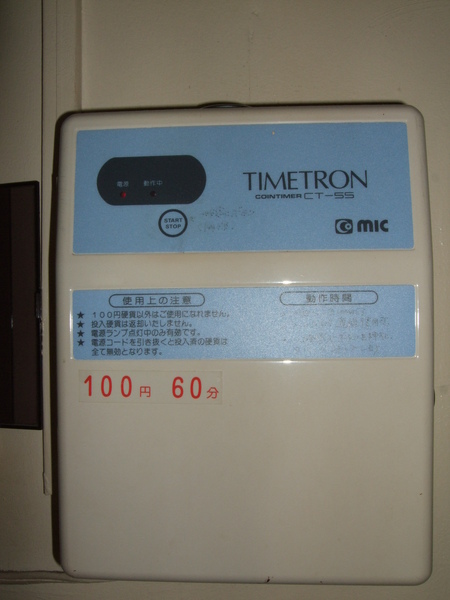 電源 動作中
TIMETRON
COINTIMER CT-55
START
STOP
mic
使用上の注意
★ 100円硬貨以外はご使用になれません。
★ 投入硬貨は返却いたしません。
★ 電源ランプ点灯中のみ有効です。
★ 電源コードを引き抜くと投入済の硬貨は
全て無効となります。
動作時間
100円 60分